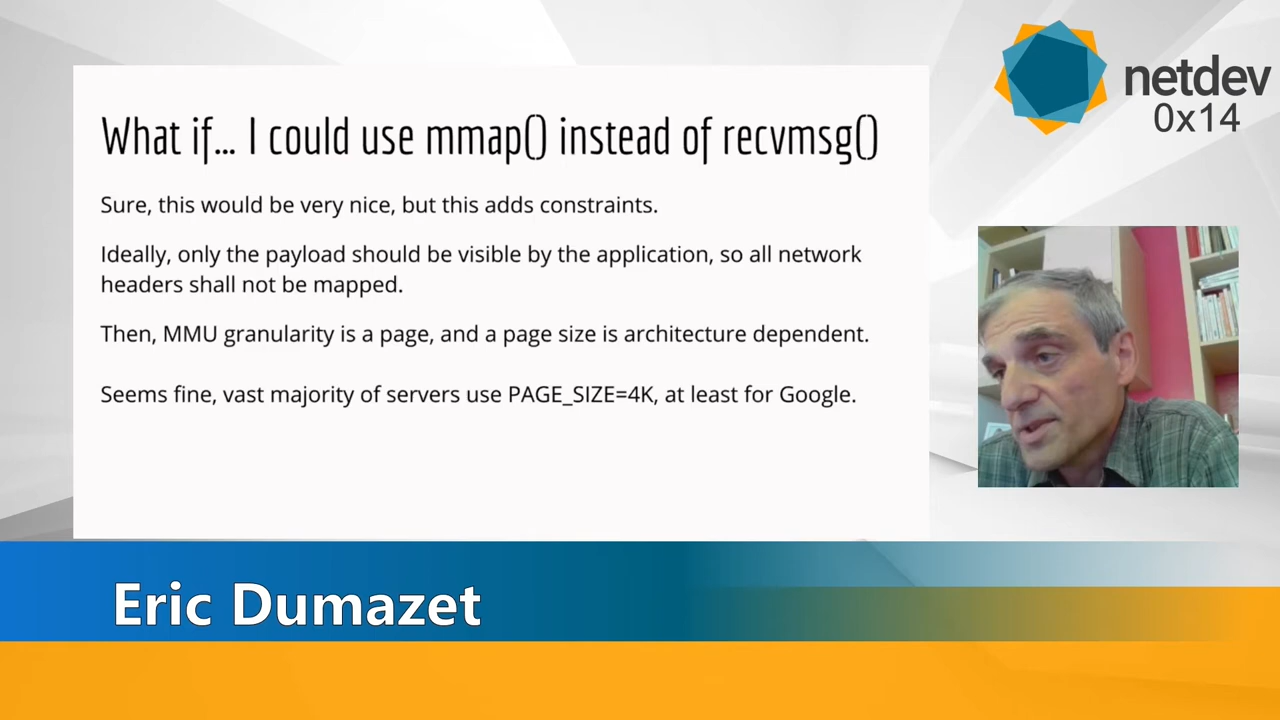 What if... I could use mmap() instead of recvmsg()
Sure, this would be very nice, but this adds constraints.
Ideally, only the payload should be visible by the application, so all network
headers shall not be mapped.
Then, MMU granularity is a page, and a page size is architecture dependent.
Seems fine, vast majority of servers use PAGE_SIZE=4K, at least for Google.
netdev
0x14
Eric Dumazet